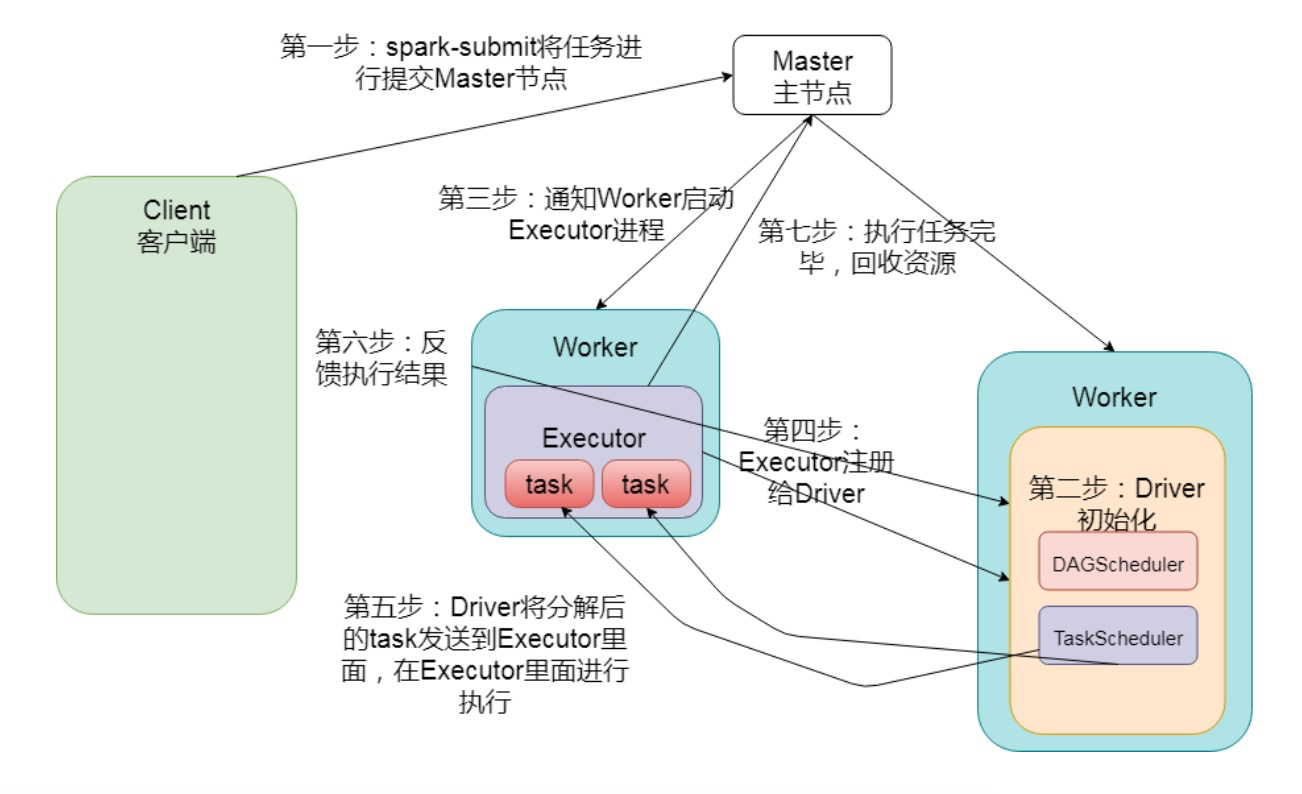 第一步：spark-submit将任务进
行提交Master节点
Master
主节点
Client
客户端
第三步：通知Worker启动
Executor进程
第七步：执行任务完
毕，回收资源
第六步：反
馈执行结果
Worker
Executor
task
task
第四步：
Executor注册
给Driver
Worker
第二步：Driver
初始化
DAGScheduler
TaskScheduler
第五步：Driver将分解后
的task发送到Executor里
面，在Executor里面进行
执行